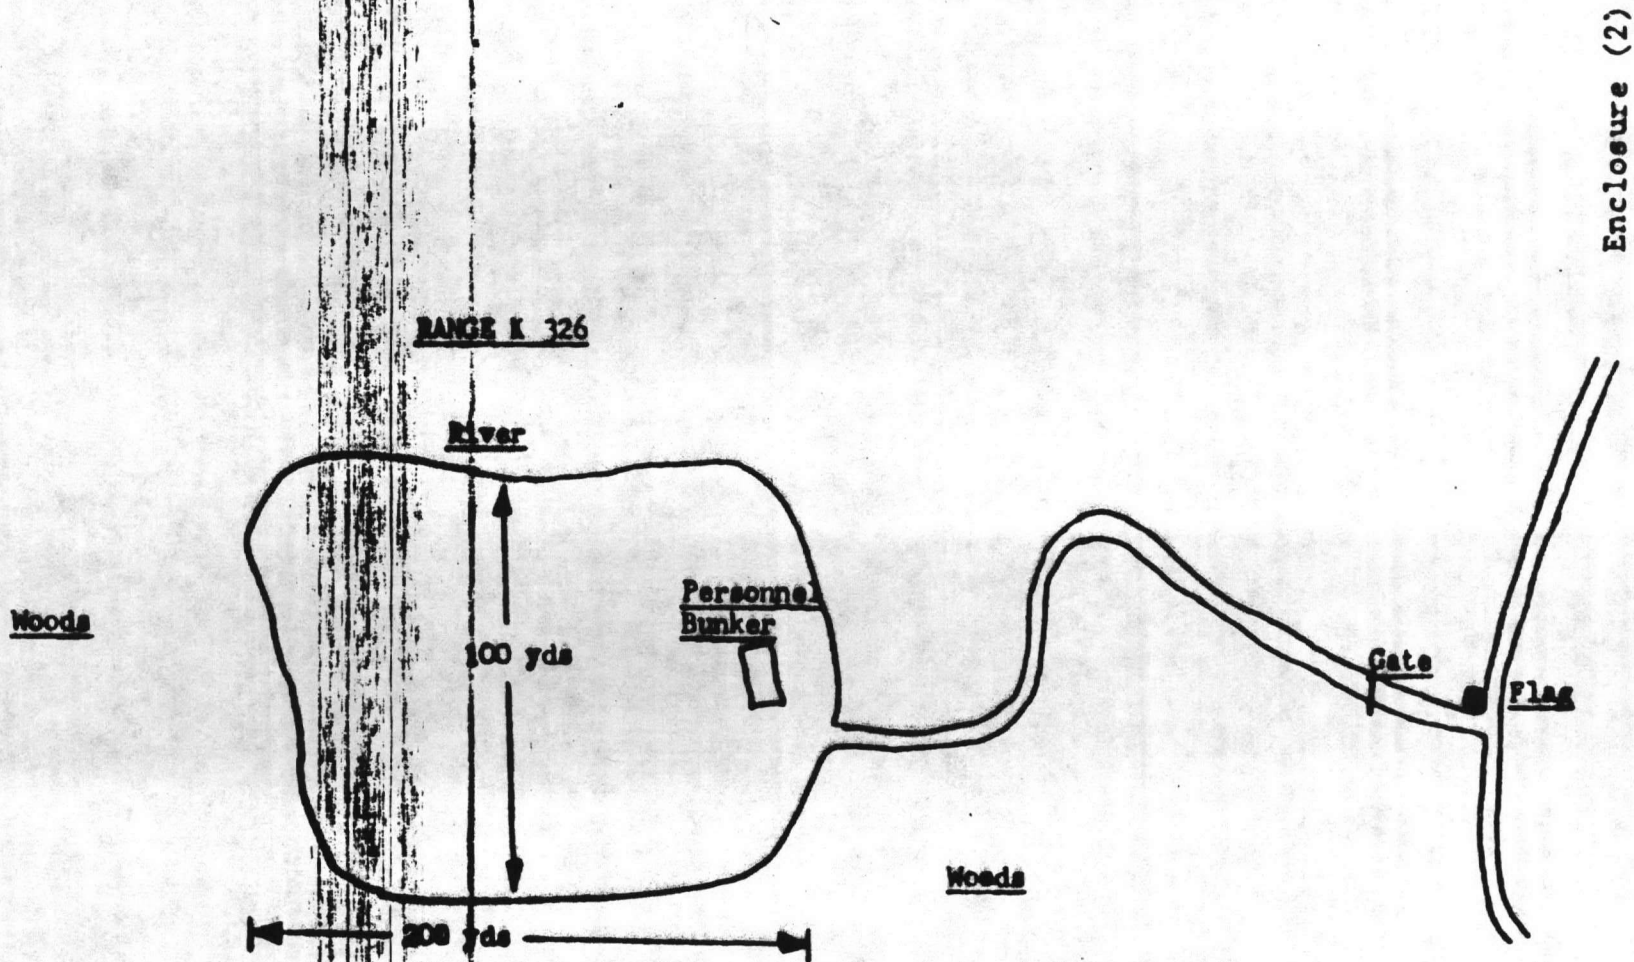 Enclosure (2)
RANGE K 326
River
Personnel
Bunker
Woods
100 yds
Gate
Flag
Woods
200 yds